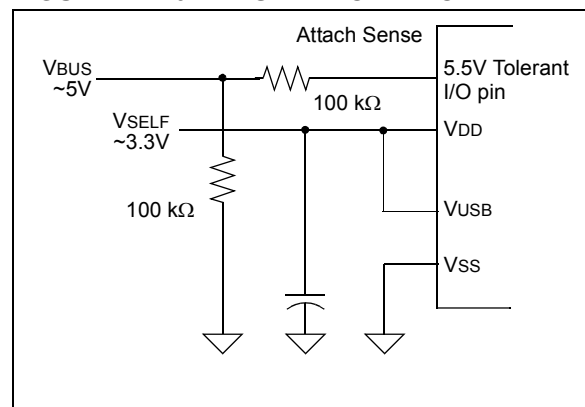 Attach Sense
VBUS
~5V
5.5V Tolerant
I/O pin
100 kΩ
VSELF
~3.3V
VDD
100 kΩ
VUSB
VSS